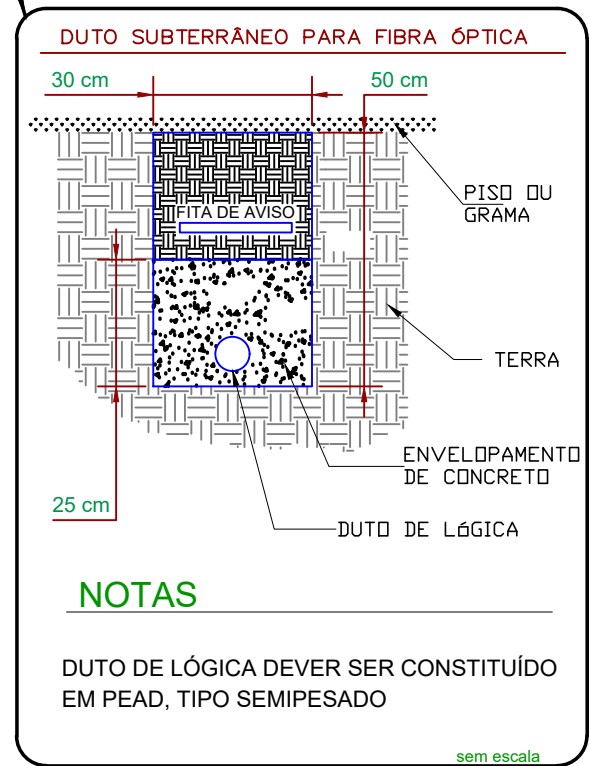 DUTO SUBTERRÂNEO PARA FIBRA ÓPTICA
30 cm
50 cm
FITA DE AVISO
PISO OU
GRAMA
TERRA
ENVELOPAMENTO
DE CONCRETO
25 cm
DUTO DE LóGICA
NOTAS
DUTO DE LÓGICA DEVER SER CONSTITUÍDO
EM PEAD, TIPO SEMIPESADO
sem escala